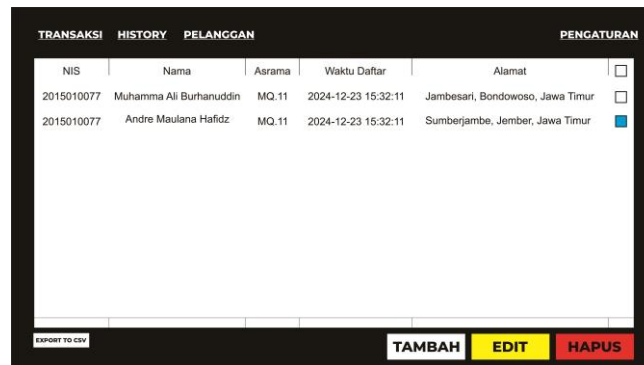 TRANSAKSI HISTORY PELANGGAN PENGATURAN
NIS Nama Asrama Waktu Daftar Alamat
2015010077 Muhamma Ali Burhanuddin MQ.11 2024-12-23 15:32:11 Jambesari, Bondowoso, Jawa Timur
2015010077 Andre Maulana Hafidz MQ.11 2024-12-23 15:32:11 Sumberjambe, Jember, Jawa Timur
EXPORT TO CSV TAMBAH EDIT HAPUS